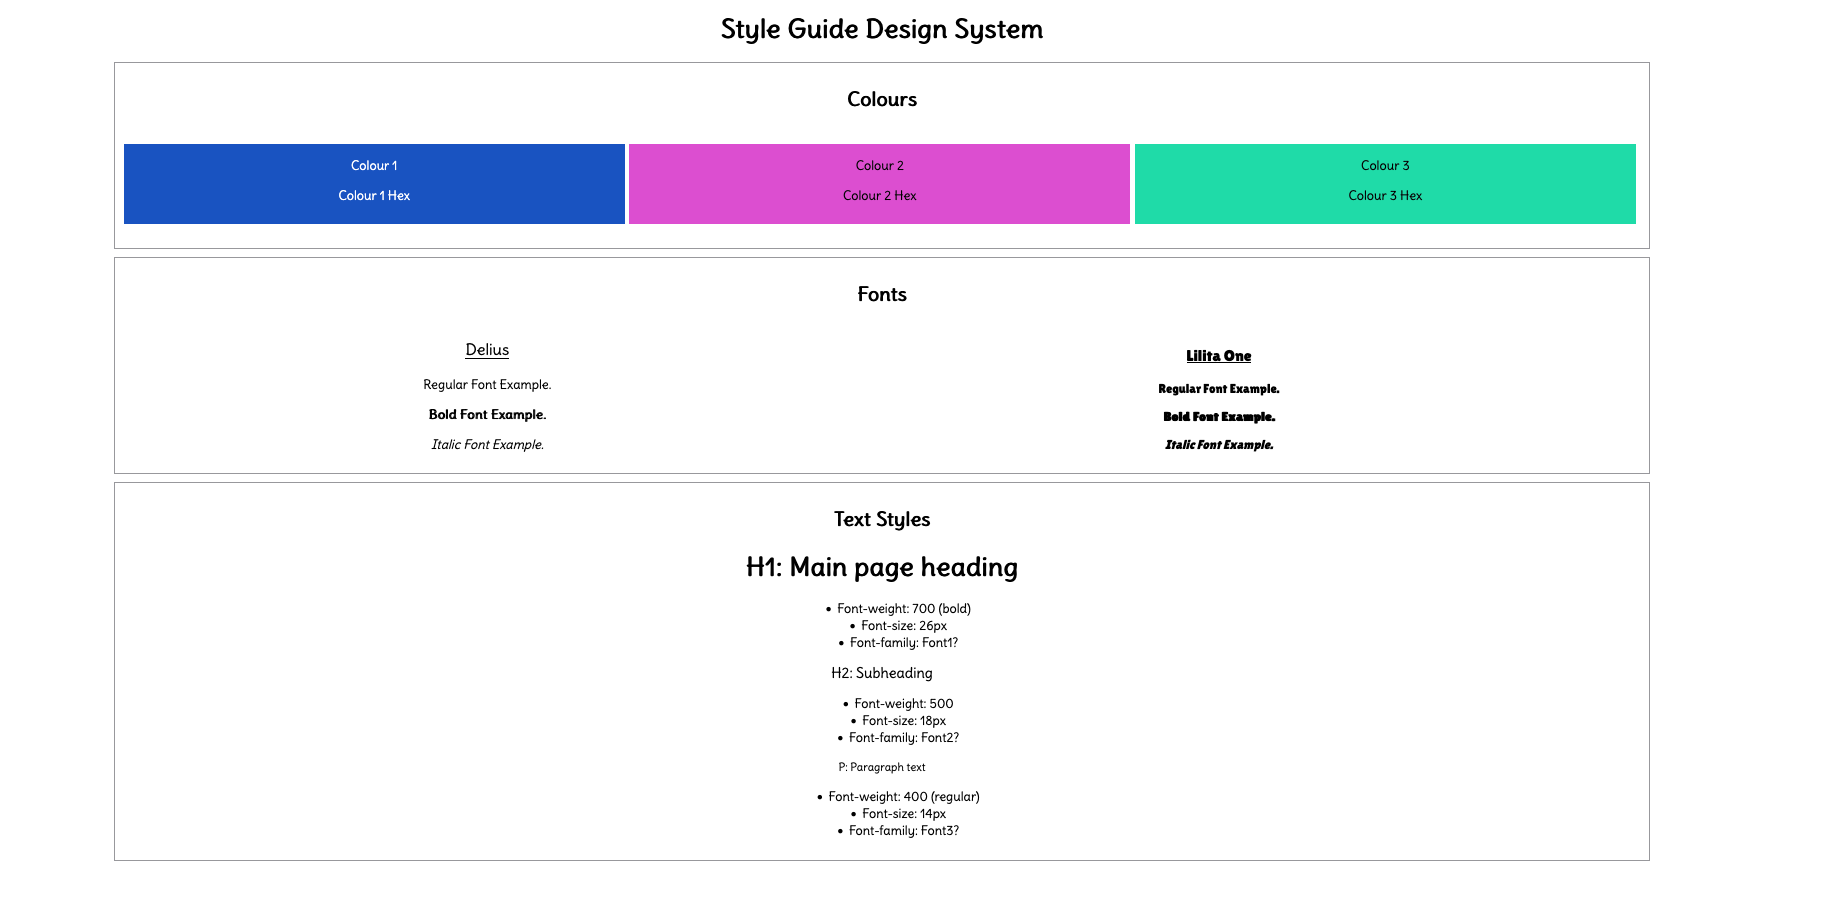 Style Guide Design System
Colours
Colour 1
Colour 1 Hex
Colour 2
Colour 2 Hex
Colour 3
Colour 3 Hex
Fonts
Delius
Regular Font Example.
Bold Font Example.
Italic Font Example.
Lilita One
Regular Font Example.
Bold Font Example.
Italic Font Example.
Text Styles
H1: Main page heading
• Font-weight: 700 (bold)
• Font-size: 26px
• Font-family: Font1?
H2: Subheading
• Font-weight: 500
• Font-size: 18px
• Font-family: Font2?
P: Paragraph text
• Font-weight: 400 (regular)
• Font-size: 14px
• Font-family: Font3?